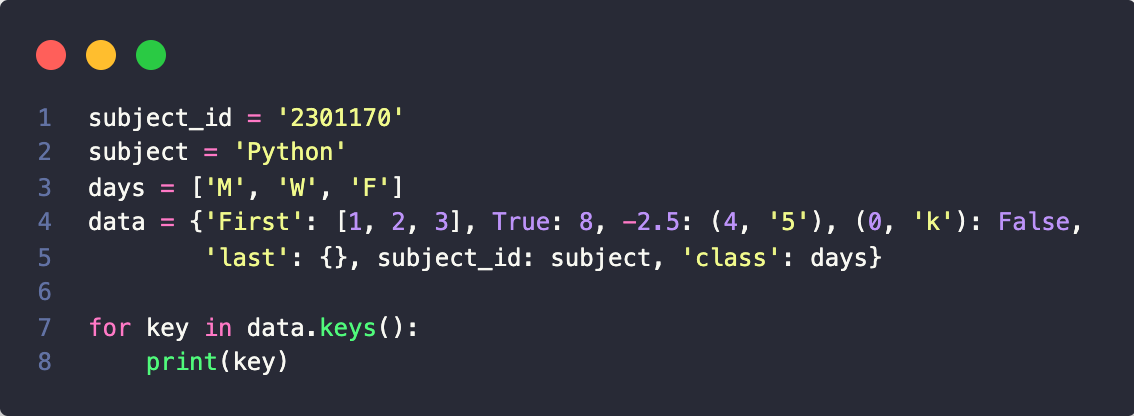 1 subject_id = '2301170'
2 subject = 'Python'
3 days = ['M', 'W', 'F']
4 data = {'First': [1, 2, 3], True: 8, -2.5: (4, '5'), (0, 'k'): False,
5         'last': {}, subject_id: subject, 'class': days}
6
7 for key in data.keys():
8     print(key)